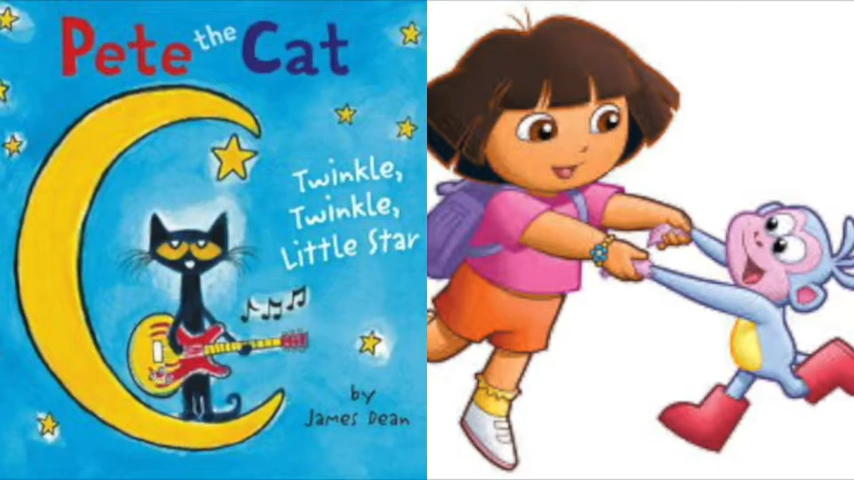 Pete the Cat
Twinkle,
Twinkle,
Little Star
by
James Dean